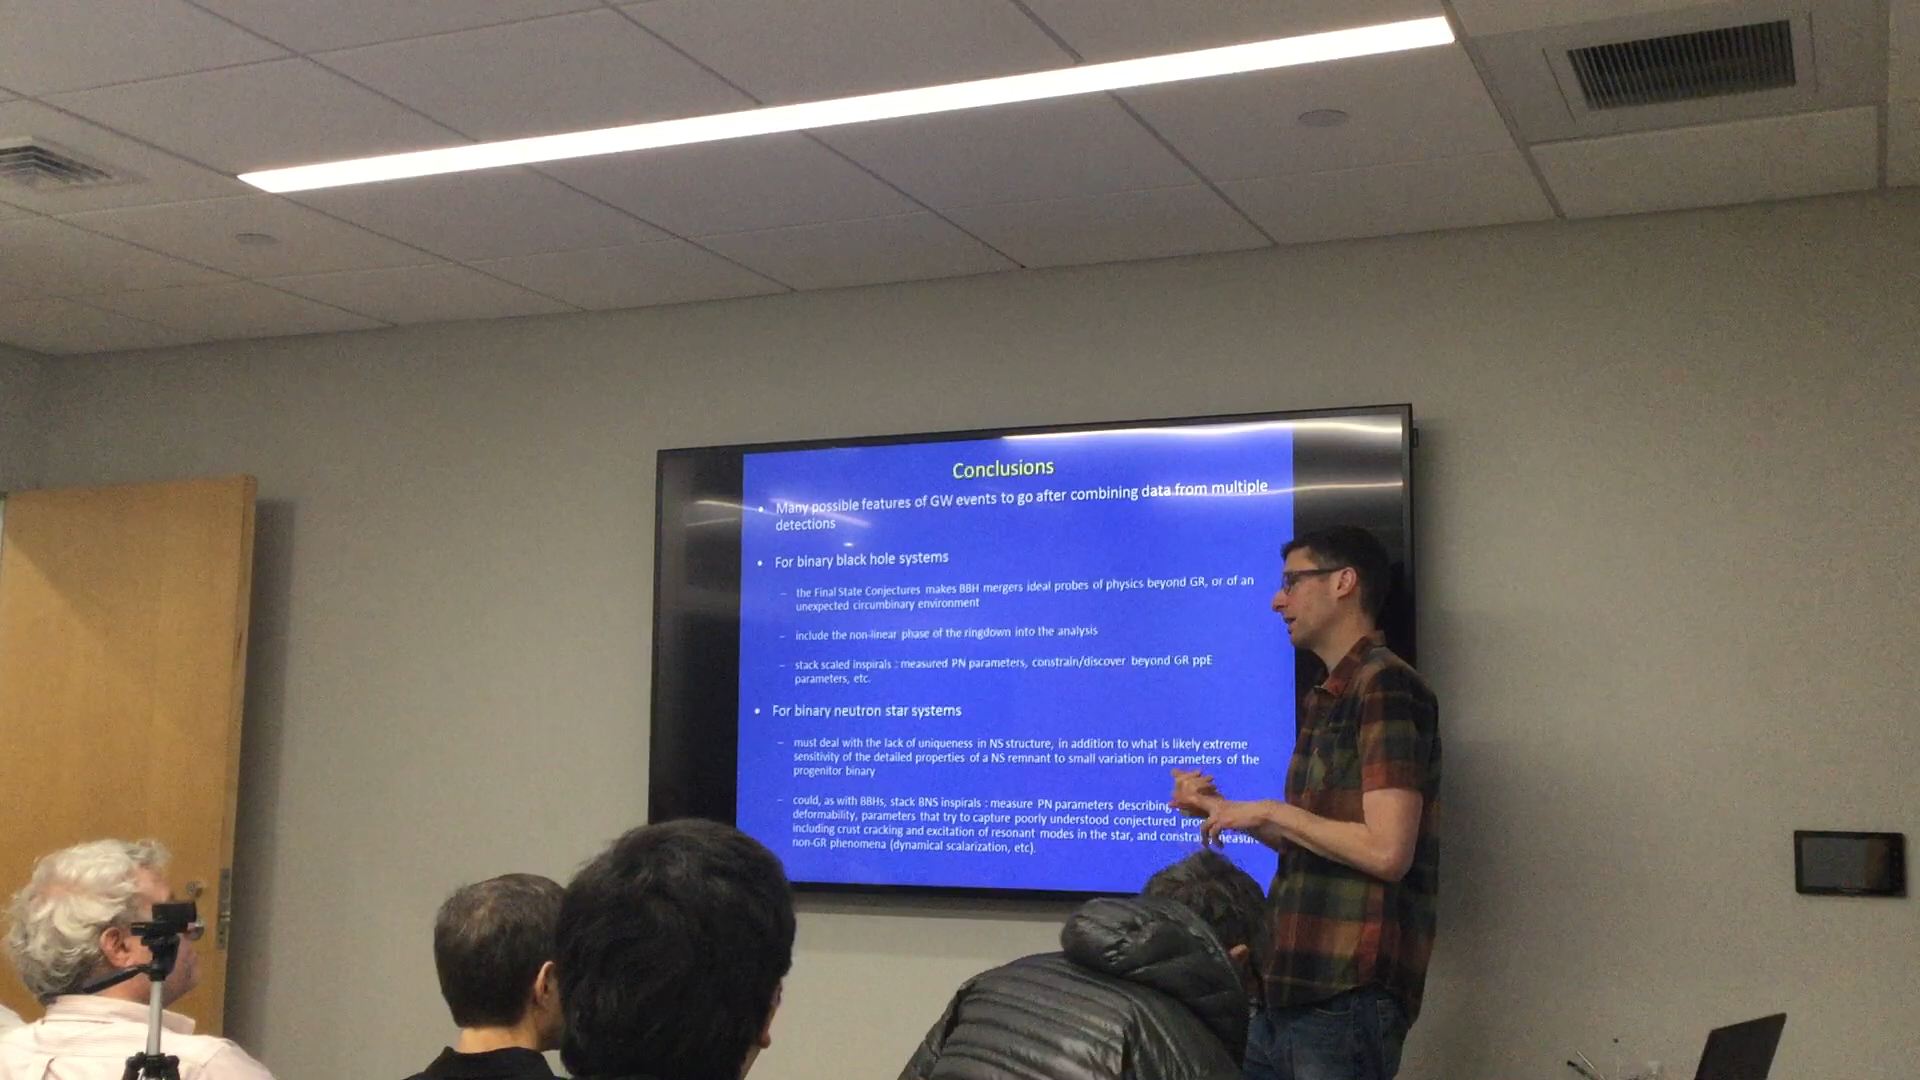 Conclusions
• Many possible features of GW events to go after combining data from multiple
detections
• For binary black hole systems
– the Final State Conjectures makes BBH mergers ideal probes of physics beyond GR, or of an
unexpected circumbinary environment
– include the non-linear phase of the ringdown into the analysis
– stack scaled inspirals : measured PN parameters, constrain/discover beyond GR ppE
parameters, etc.
• For binary neutron star systems
– must deal with the lack of uniqueness in NS structure, in addition to what is likely extreme
sensitivity of the detailed properties of a NS remnant to small variation in parameters of the
progenitor binary
– could, as with BBHs, stack BNS inspirals : measure PN parameters describing
deformability, parameters that try to capture poorly understood conjectured
including crust cracking and excitation of resonant modes in the star, and
non-GR phenomena (dynamical scalarization, etc).